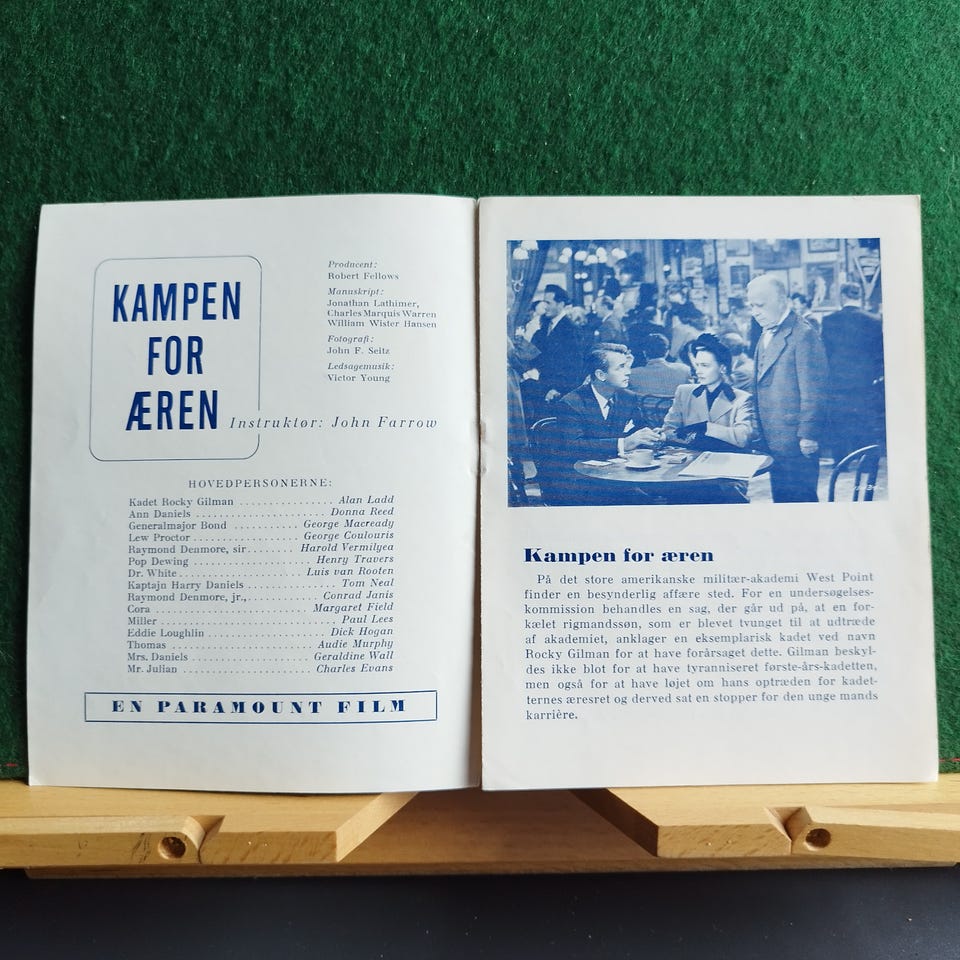 KAMPEN
FOR
ÆREN
Producent:
Robert Fellows
Manuskript:
Jonathan Lathimer,
Charles Marquis Warren
William Wister Hansen
Fotografi:
John F. Seitz
Ledsagemusik:
Victor Young
Instruktør: John Farrow
HOVEDPERSONERNE:
Kadet Rocky Gilman .............. Alan Ladd
Ann Daniels .............. Donna Reed
Generalmajor Bond .............. George Macready
Lew Proctor .............. George Coulouris
Raymond Denmore, sir .............. Harold Vermilyea
Pop Dewing .............. Henry Travers
Dr. White .............. Luis van Rooten
Kaptajn Harry Daniels .............. Tom Neal
Raymond Denmore, jr., .............. Conrad Janis
Cora .............. Margaret Field
Miller .............. Paul Lees
Eddie Loughlin .............. Dick Hogan
Thomas .............. Audie Murphy
Mrs. Daniels .............. Geraldine Wall
Mr. Julian .............. Charles Evans
EN PARAMOUNT FILM
Kampen for æren
På det store amerikanske militær-akademi West Point
finder en besynderlig affære sted. For en undersøgelses-
kommission behandles en sag, der går ud på, at en for-
kælet rigmandssøn, som er blevet tvunget til at udtræde
af akademiet, anklager en eksemplarisk kadet ved navn
Rocky Gilman for at have forårsaget dette. Gilman beskyl-
des ikke blot for at have tyranniseret første-års-kadetten,
men også for at have løjet om hans optræden for kadet-
ternes æresret og derved sat en stopper for den unge mands
karrière.